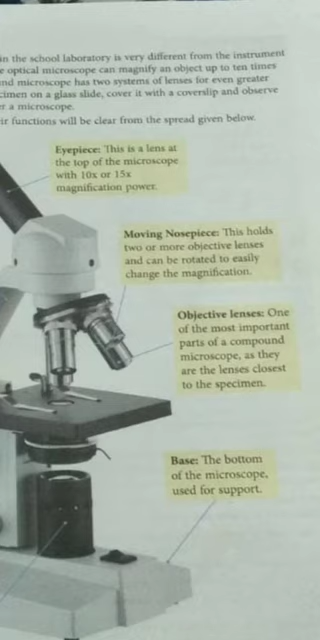 in the school laboratory is very different from the instrument
optical microscope can magnify an object up to ten times
und microscope has two systems of lenses for even greater
cimen on a glass slide, cover it with a coverslip and observe
er a microscope.
ir functions will be clear from the spread given below.
Eyepiece: This is a lens at
the top of the microscope
with 10x or 15x
magnification power.
Moving Nosepiece: This holds
two or more objective lenses
and can be rotated to easily
change the magnification.
Objective lenses: One
of the most important
parts of a compound
microscope, as they
are the lenses closest
to the specimen.
Base: The bottom
of the microscope,
used for support.